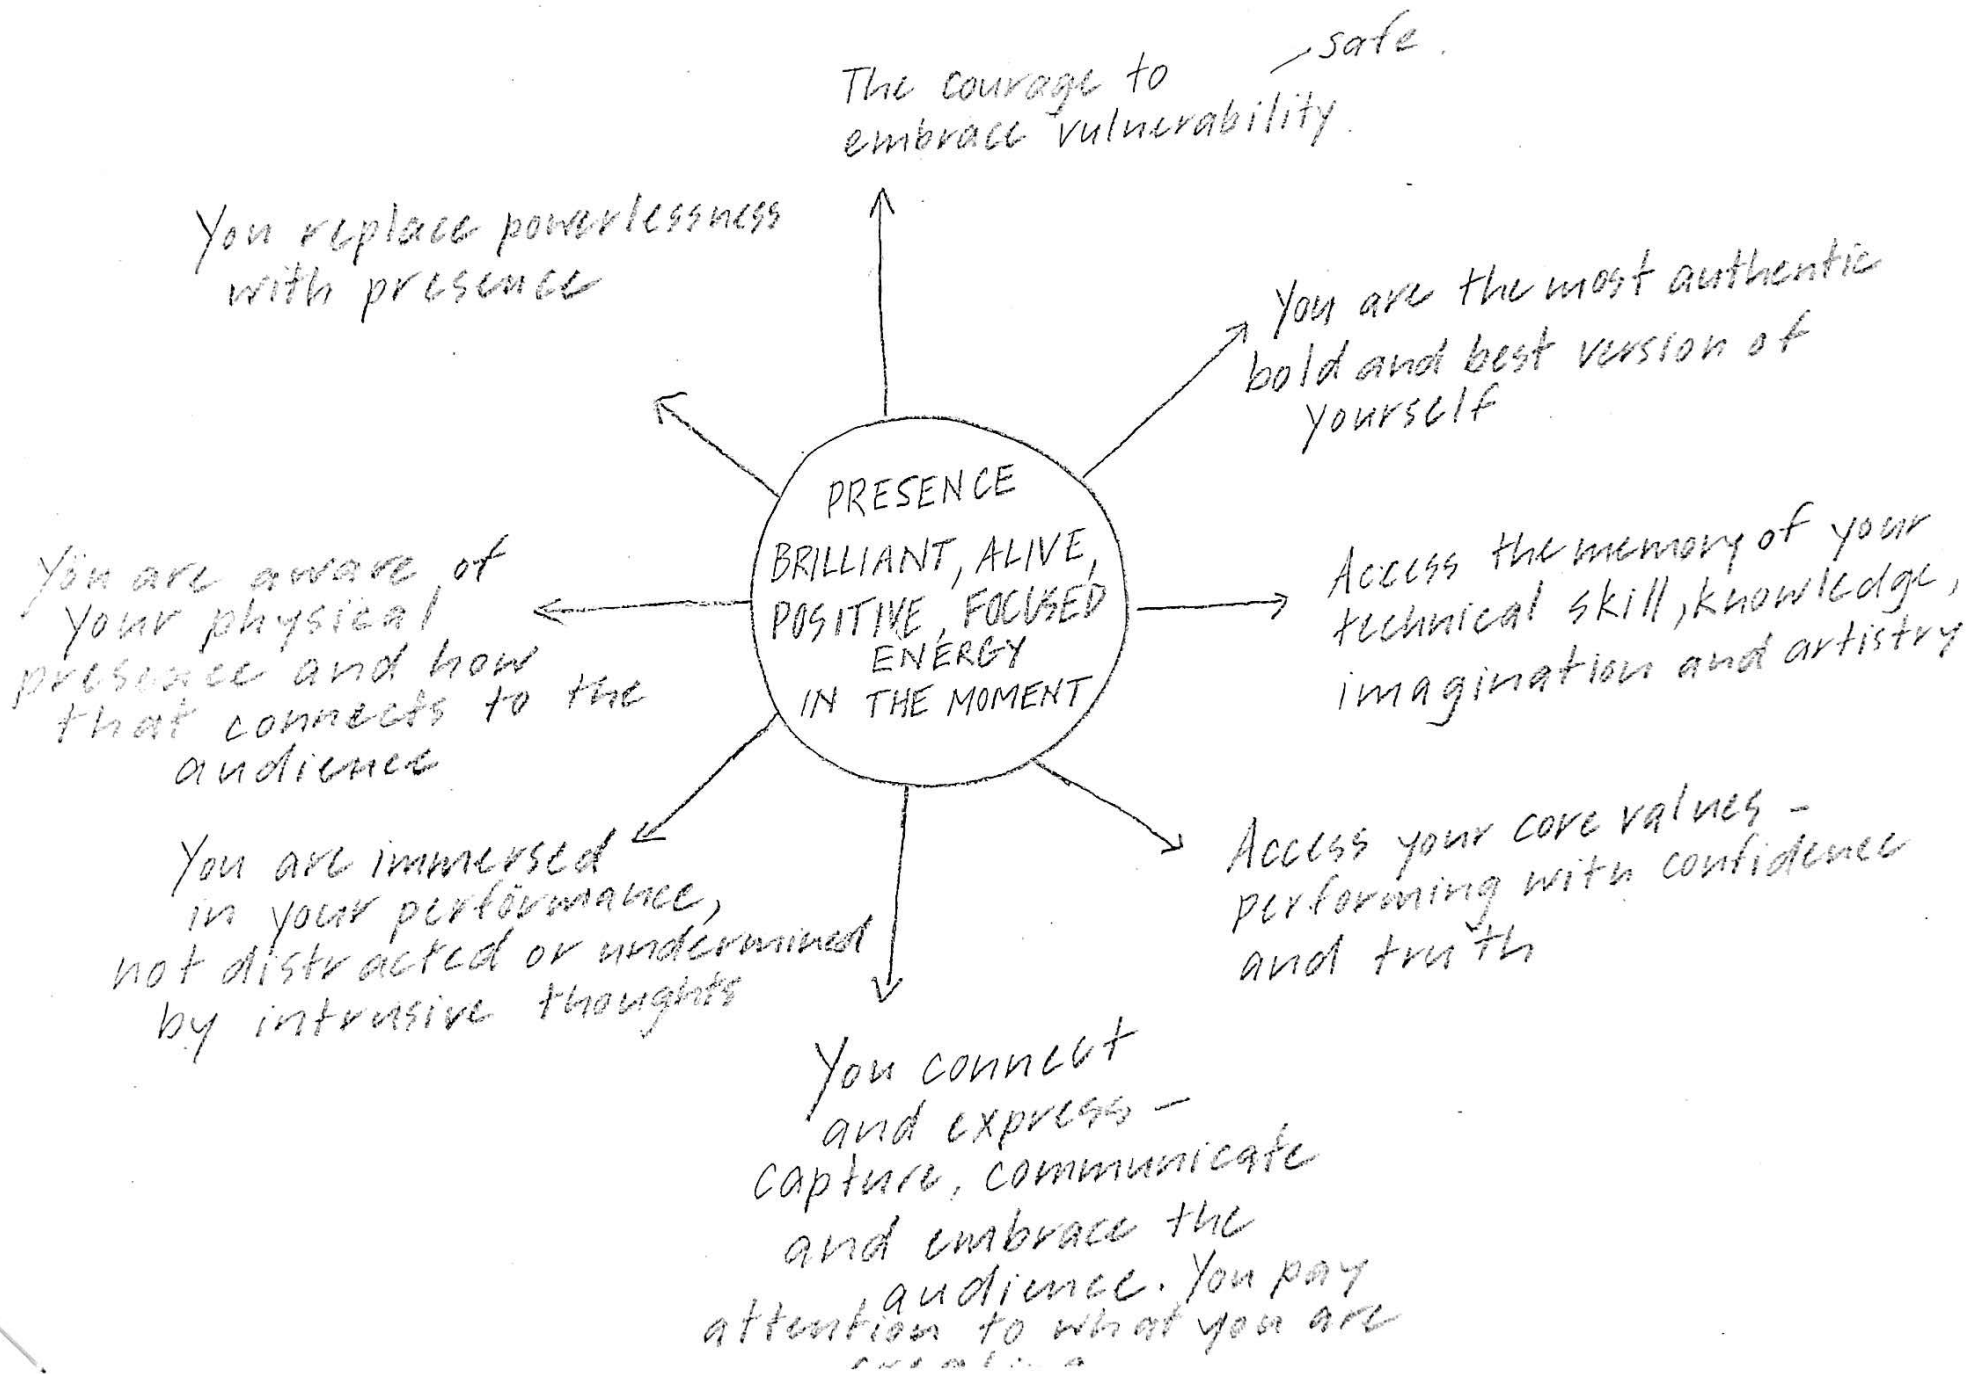 safe.
The courage to
embrace vulnerability.
You replace powerlessness
with presence
You are the most authentic
bold and best version of
yourself
PRESENCE
BRILLIANT, ALIVE,
POSITIVE, FOCUSED
ENERGY
IN THE MOMENT
You are aware of
your physical
presence and how
that connects to the
audience
Access the memory of your
technical skill, knowledge,
imagination and artistry
You are immersed
in your performance,
not distracted or undermined
by intrusive thoughts
Access your core values –
performing with confidence
and truth
You connect
and express –
capture, communicate
and embrace the
audience. You pay
attention to what you are